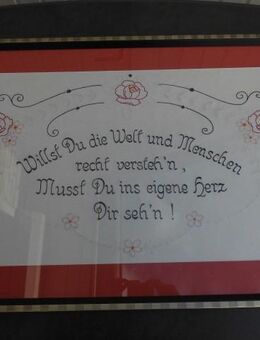 Willst Du die Welt und Menschen
recht versteh'n,
Musst Du ins eigene Herz
Dir seh'n !